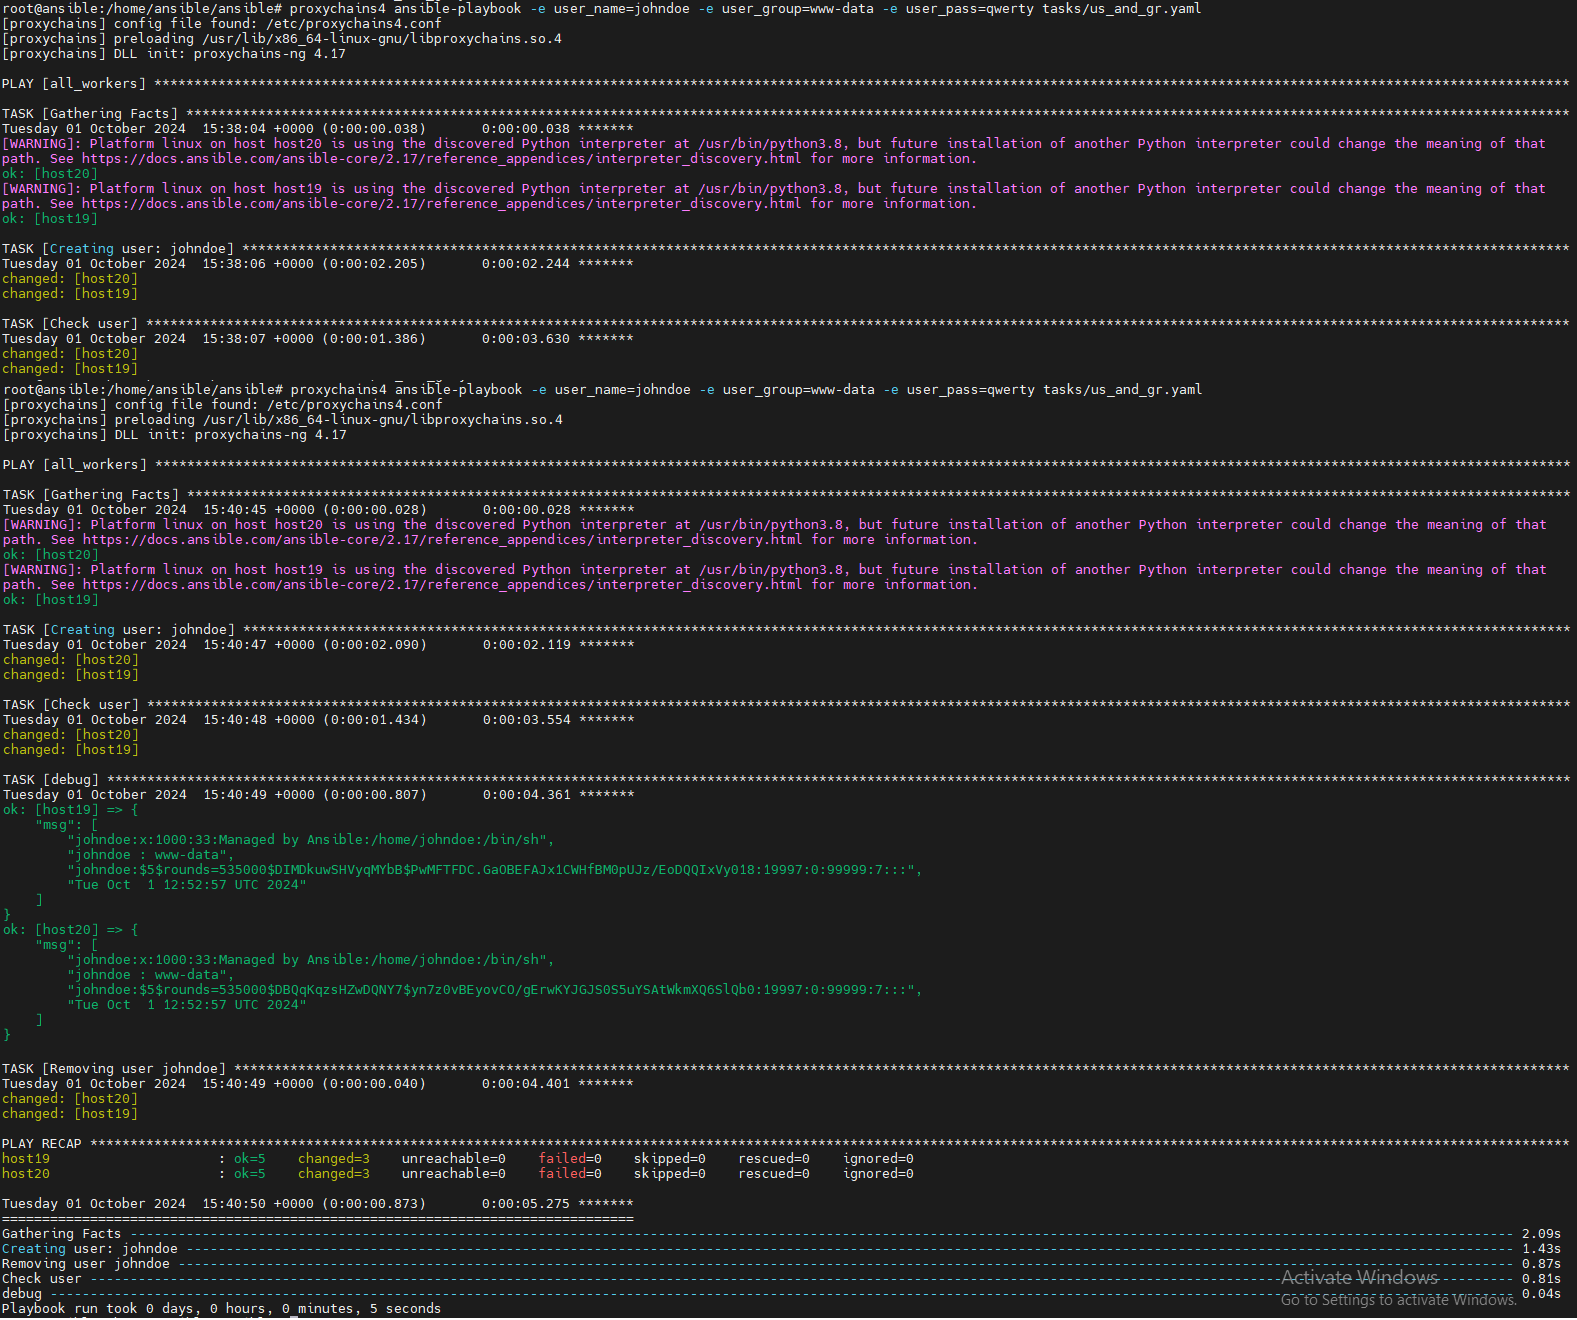 root@ansible:/home/ansible/ansible# proxychains4 ansible-playbook -e user_name=johndoe -e user_group=www-data -e user_pass=qwerty tasks/us_and_gr.yaml
[proxychains] config file found: /etc/proxychains4.conf
[proxychains] preloading /usr/lib/x86_64-linux-gnu/libproxychains.so.4
[proxychains] DLL init: proxychains-ng 4.17
PLAY [all_workers] ****************************************************************************************************************************************************************************
TASK [Gathering Facts] ************************************************************************************************************************************************************************
Tuesday 01 October 2024  15:38:04 +0000 (0:00:00.038)       0:00:00.038 *******
[WARNING]: Platform linux on host host20 is using the discovered Python interpreter at /usr/bin/python3.8, but future installation of another Python interpreter could change the meaning of that
path. See https://docs.ansible.com/ansible-core/2.17/reference_appendices/interpreter_discovery.html for more information.
ok: [host20]
[WARNING]: Platform linux on host host19 is using the discovered Python interpreter at /usr/bin/python3.8, but future installation of another Python interpreter could change the meaning of that
path. See https://docs.ansible.com/ansible-core/2.17/reference_appendices/interpreter_discovery.html for more information.
ok: [host19]
TASK [Creating user: johndoe] *****************************************************************************************************************************************************************
Tuesday 01 October 2024  15:38:06 +0000 (0:00:02.205)       0:00:02.244 *******
changed: [host20]
changed: [host19]
TASK [Check user] *****************************************************************************************************************************************************************************
Tuesday 01 October 2024  15:38:07 +0000 (0:00:01.386)       0:00:03.630 *******
changed: [host20]
changed: [host19]
root@ansible:/home/ansible/ansible# proxychains4 ansible-playbook -e user_name=johndoe -e user_group=www-data -e user_pass=qwerty tasks/us_and_gr.yaml
[proxychains] config file found: /etc/proxychains4.conf
[proxychains] preloading /usr/lib/x86_64-linux-gnu/libproxychains.so.4
[proxychains] DLL init: proxychains-ng 4.17
PLAY [all_workers] ****************************************************************************************************************************************************************************
TASK [Gathering Facts] ************************************************************************************************************************************************************************
Tuesday 01 October 2024  15:40:45 +0000 (0:00:00.028)       0:00:00.028 *******
[WARNING]: Platform linux on host host20 is using the discovered Python interpreter at /usr/bin/python3.8, but future installation of another Python interpreter could change the meaning of that
path. See https://docs.ansible.com/ansible-core/2.17/reference_appendices/interpreter_discovery.html for more information.
ok: [host20]
[WARNING]: Platform linux on host host19 is using the discovered Python interpreter at /usr/bin/python3.8, but future installation of another Python interpreter could change the meaning of that
path. See https://docs.ansible.com/ansible-core/2.17/reference_appendices/interpreter_discovery.html for more information.
ok: [host19]
TASK [Creating user: johndoe] *****************************************************************************************************************************************************************
Tuesday 01 October 2024  15:40:47 +0000 (0:00:02.090)       0:00:02.119 *******
changed: [host20]
changed: [host19]
TASK [Check user] *****************************************************************************************************************************************************************************
Tuesday 01 October 2024  15:40:48 +0000 (0:00:01.434)       0:00:03.554 *******
changed: [host20]
changed: [host19]
TASK [debug] **********************************************************************************************************************************************************************************
Tuesday 01 October 2024  15:40:49 +0000 (0:00:00.807)       0:00:04.361 *******
ok: [host19] => {
    "msg": [
        "johndoe:x:1000:33:Managed by Ansible:/home/johndoe:/bin/sh",
        "johndoe : www-data",
        "johndoe:$5$rounds=535000$DIMDkuwSHVyqMYbB$PwMFTFDC.GaOBEFAJx1CWHfBM0pUJz/EoDQQIxVy018:19997:0:99999:7:::",
        "Tue Oct  1 12:52:57 UTC 2024"
    ]
}
ok: [host20] => {
    "msg": [
        "johndoe:x:1000:33:Managed by Ansible:/home/johndoe:/bin/sh",
        "johndoe : www-data",
        "johndoe:$5$rounds=535000$DBQqKqzsHZwDQNY7$yn7z0vBEyovCO/gErwKYJGJS0S5uYSAtWkmXQ6SlQb0:19997:0:99999:7:::",
        "Tue Oct  1 12:52:57 UTC 2024"
    ]
}
TASK [Removing user johndoe] ******************************************************************************************************************************************************************
Tuesday 01 October 2024  15:40:49 +0000 (0:00:00.040)       0:00:04.401 *******
changed: [host20]
changed: [host19]
PLAY RECAP ************************************************************************************************************************************************************************************
host19                     : ok=5    changed=3    unreachable=0    failed=0    skipped=0    rescued=0    ignored=0
host20                     : ok=5    changed=3    unreachable=0    failed=0    skipped=0    rescued=0    ignored=0
Tuesday 01 October 2024  15:40:50 +0000 (0:00:00.873)       0:00:05.275 *******
===============================================================================
Gathering Facts ---------------------------------------------------------------------------------------------------------------------------------------------------------------------------- 2.09s
Creating user: johndoe --------------------------------------------------------------------------------------------------------------------------------------------------------------------- 1.43s
Removing user johndoe ---------------------------------------------------------------------------------------------------------------------------------------------------------------------- 0.87s
Check user --------------------------------------------------------------------------------------------------------------------------------------------------------------------------------- 0.81s
debug -------------------------------------------------------------------------------------------------------------------------------------------------------------------------------------- 0.04s
Playbook run took 0 days, 0 hours, 0 minutes, 5 seconds
Activate Windows
Go to Settings to activate Windows.